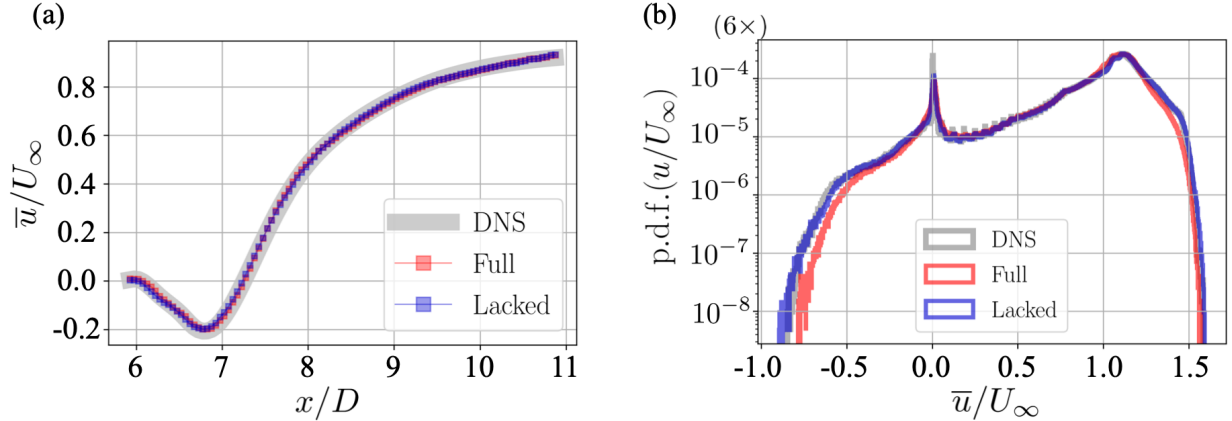 (a)
u̅/U∞
0.8
0.6
0.4
0.2
0.0
-0.2
6 7 8 9 10 11
x/D
DNS
Full
Lacked
(b)
(6×)
p.d.f.(u/U∞)
10⁻⁴
10⁻⁵
10⁻⁶
10⁻⁷
10⁻⁸
-1.0 -0.5 0.0 0.5 1.0 1.5
u̅/U∞
DNS
Full
Lacked